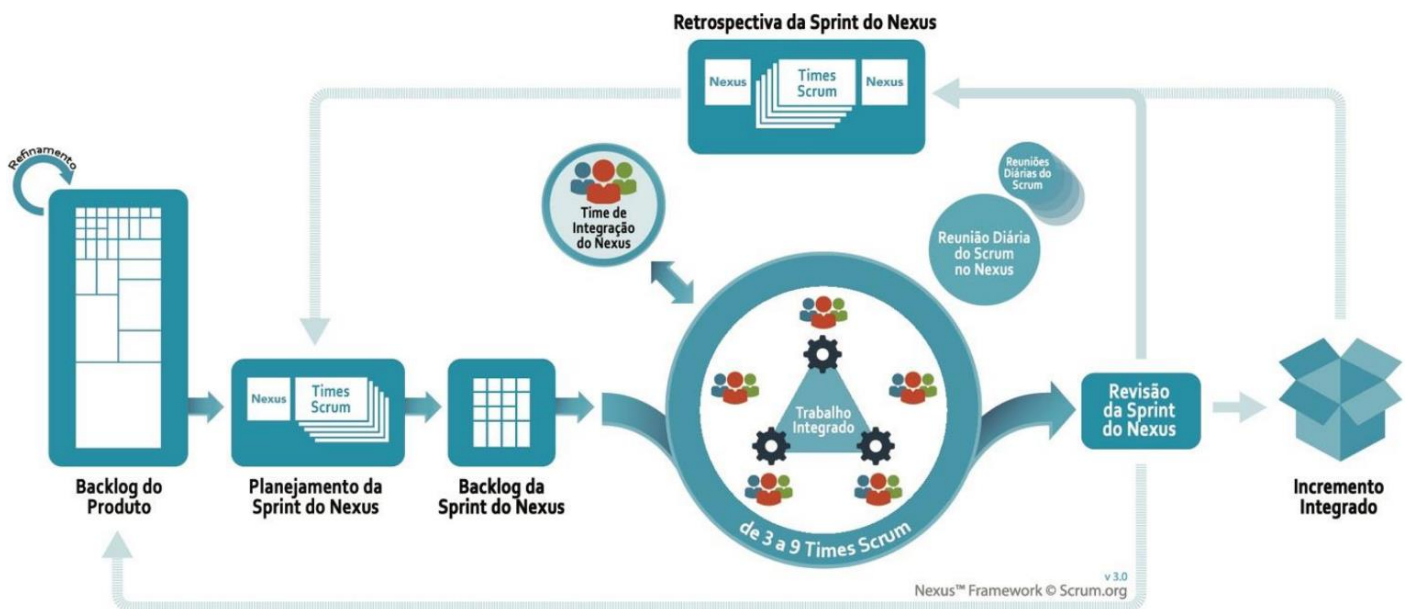 Retrospectiva da Sprint do Nexus
Nexus
Times
Scrum
Nexus
Refinamento
Time de
Integração
do Nexus
Reuniões
Diárias do
Scrum
Reunião Diária
do Scrum
no Nexus
Nexus
Times
Scrum
Trabalho
Integrado
Revisão
da Sprint
do Nexus
Backlog do
Produto
Planejamento da
Sprint do Nexus
Backlog da
Sprint do Nexus
de 3 a 9 Times Scrum
Incremento
Integrado
v 3.0
Nexus™ Framework © Scrum.org